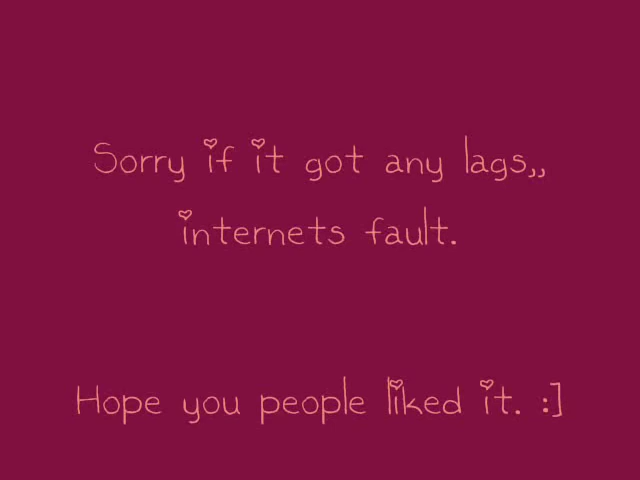 Sorry if it got any lags,,
internets fault.
Hope you people liked it. :]